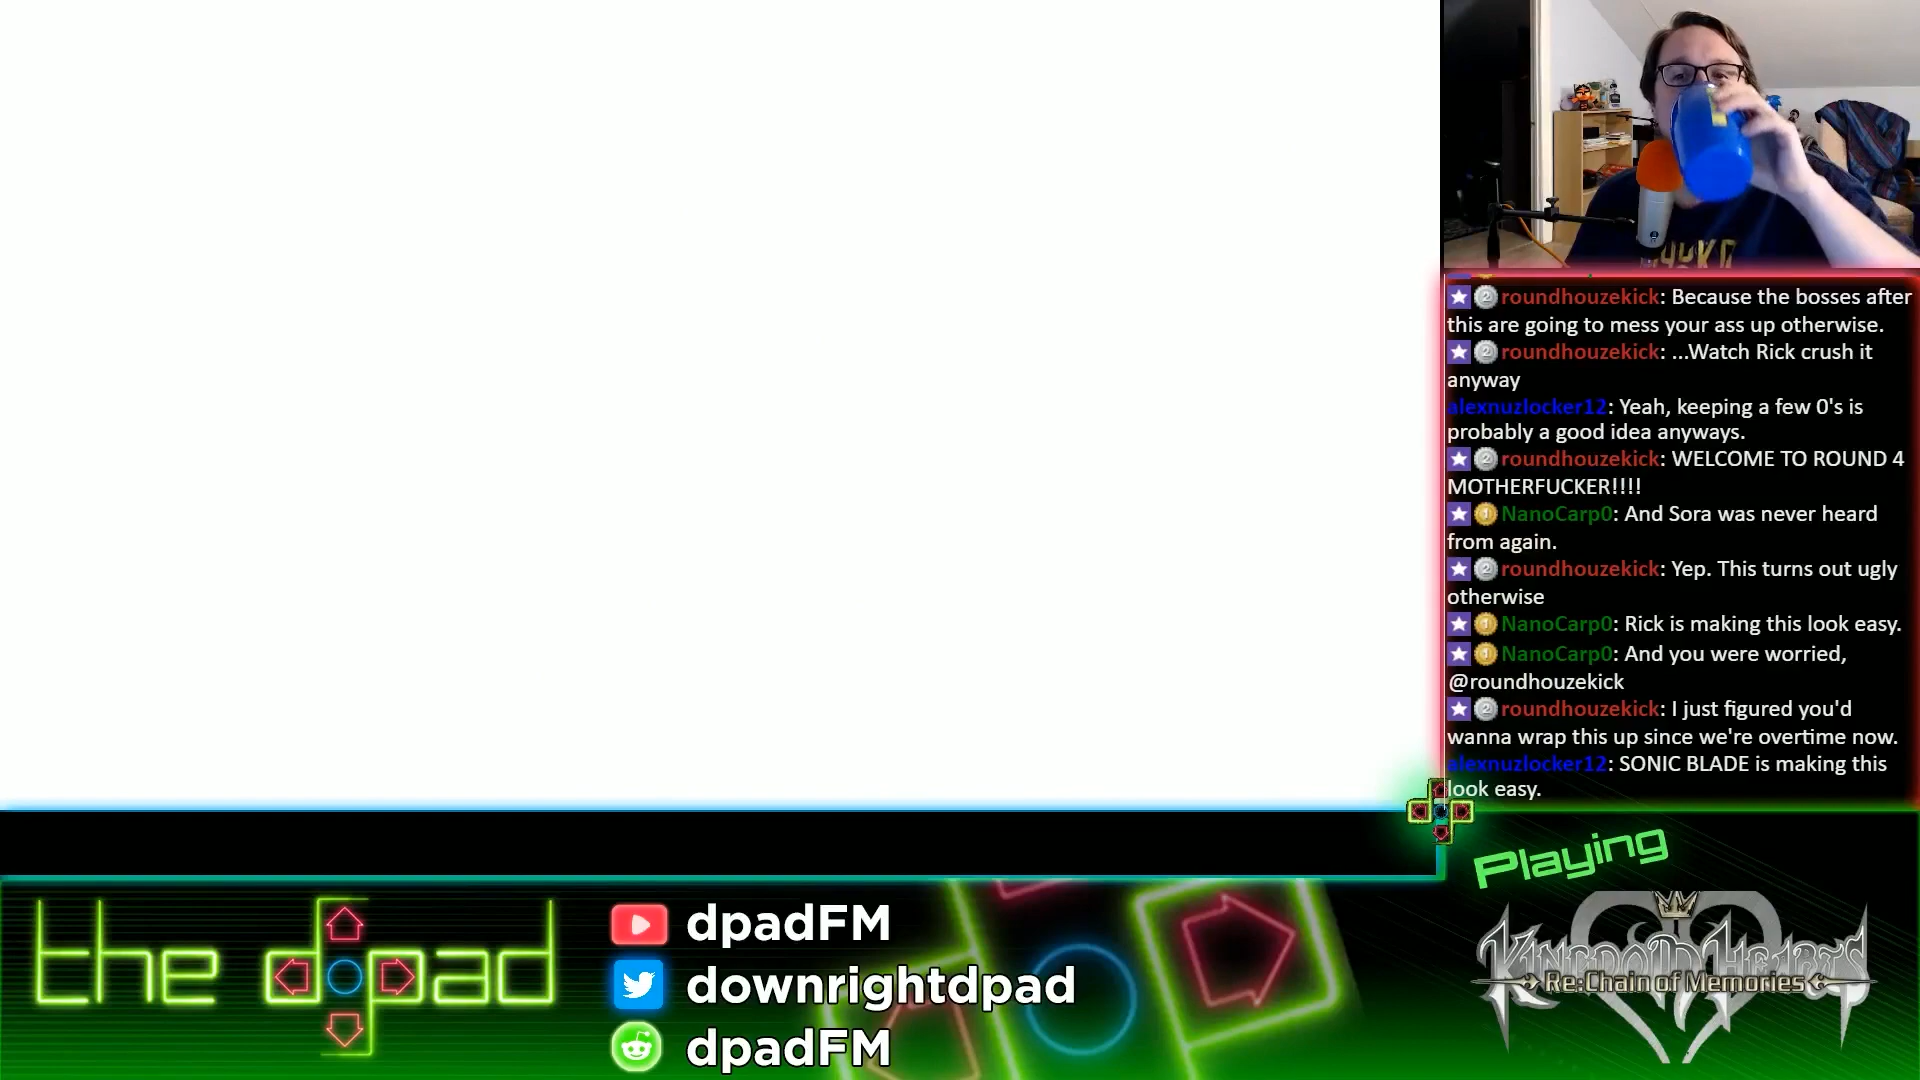 roundhouzekick: Because the bosses after
this are going to mess your ass up otherwise.
roundhouzekick: ...Watch Rick crush it
anyway
alexnuzlocker12: Yeah, keeping a few 0's is
probably a good idea anyways.
roundhouzekick: WELCOME TO ROUND 4
MOTHERFUCKER!!!!
NanoCarp0: And Sora was never heard
from again.
roundhouzekick: Yep. This turns out ugly
otherwise
NanoCarp0: Rick is making this look easy.
NanoCarp0: And you were worried,
@roundhouzekick
roundhouzekick: I just figured you'd
wanna wrap this up since we're overtime now.
alexnuzlocker12: SONIC BLADE is making this
look easy.
Playing
KINGDOM HEARTS
Re:Chain of Memories
the dpad
dpadFM
downrightdpad
dpadFM